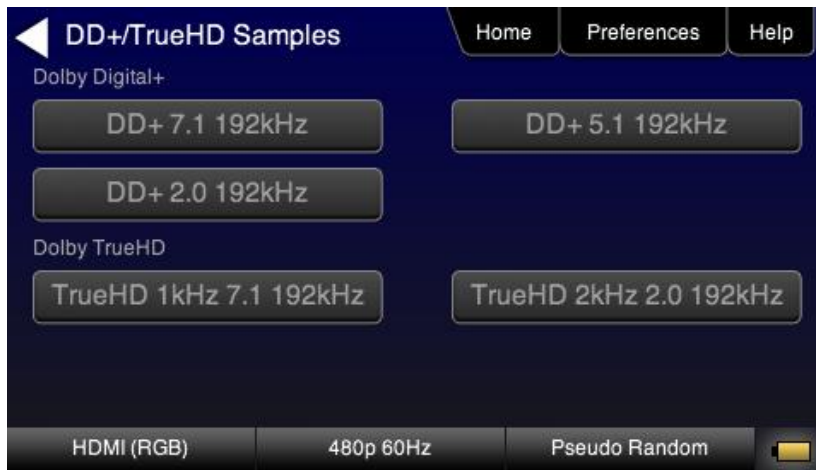 DD+/TrueHD Samples
Home
Preferences
Help
Dolby Digital+
DD+ 7.1 192kHz
DD+ 5.1 192kHz
DD+ 2.0 192kHz
Dolby TrueHD
TrueHD 1kHz 7.1 192kHz
TrueHD 2kHz 2.0 192kHz
HDMI (RGB)
480p 60Hz
Pseudo Random